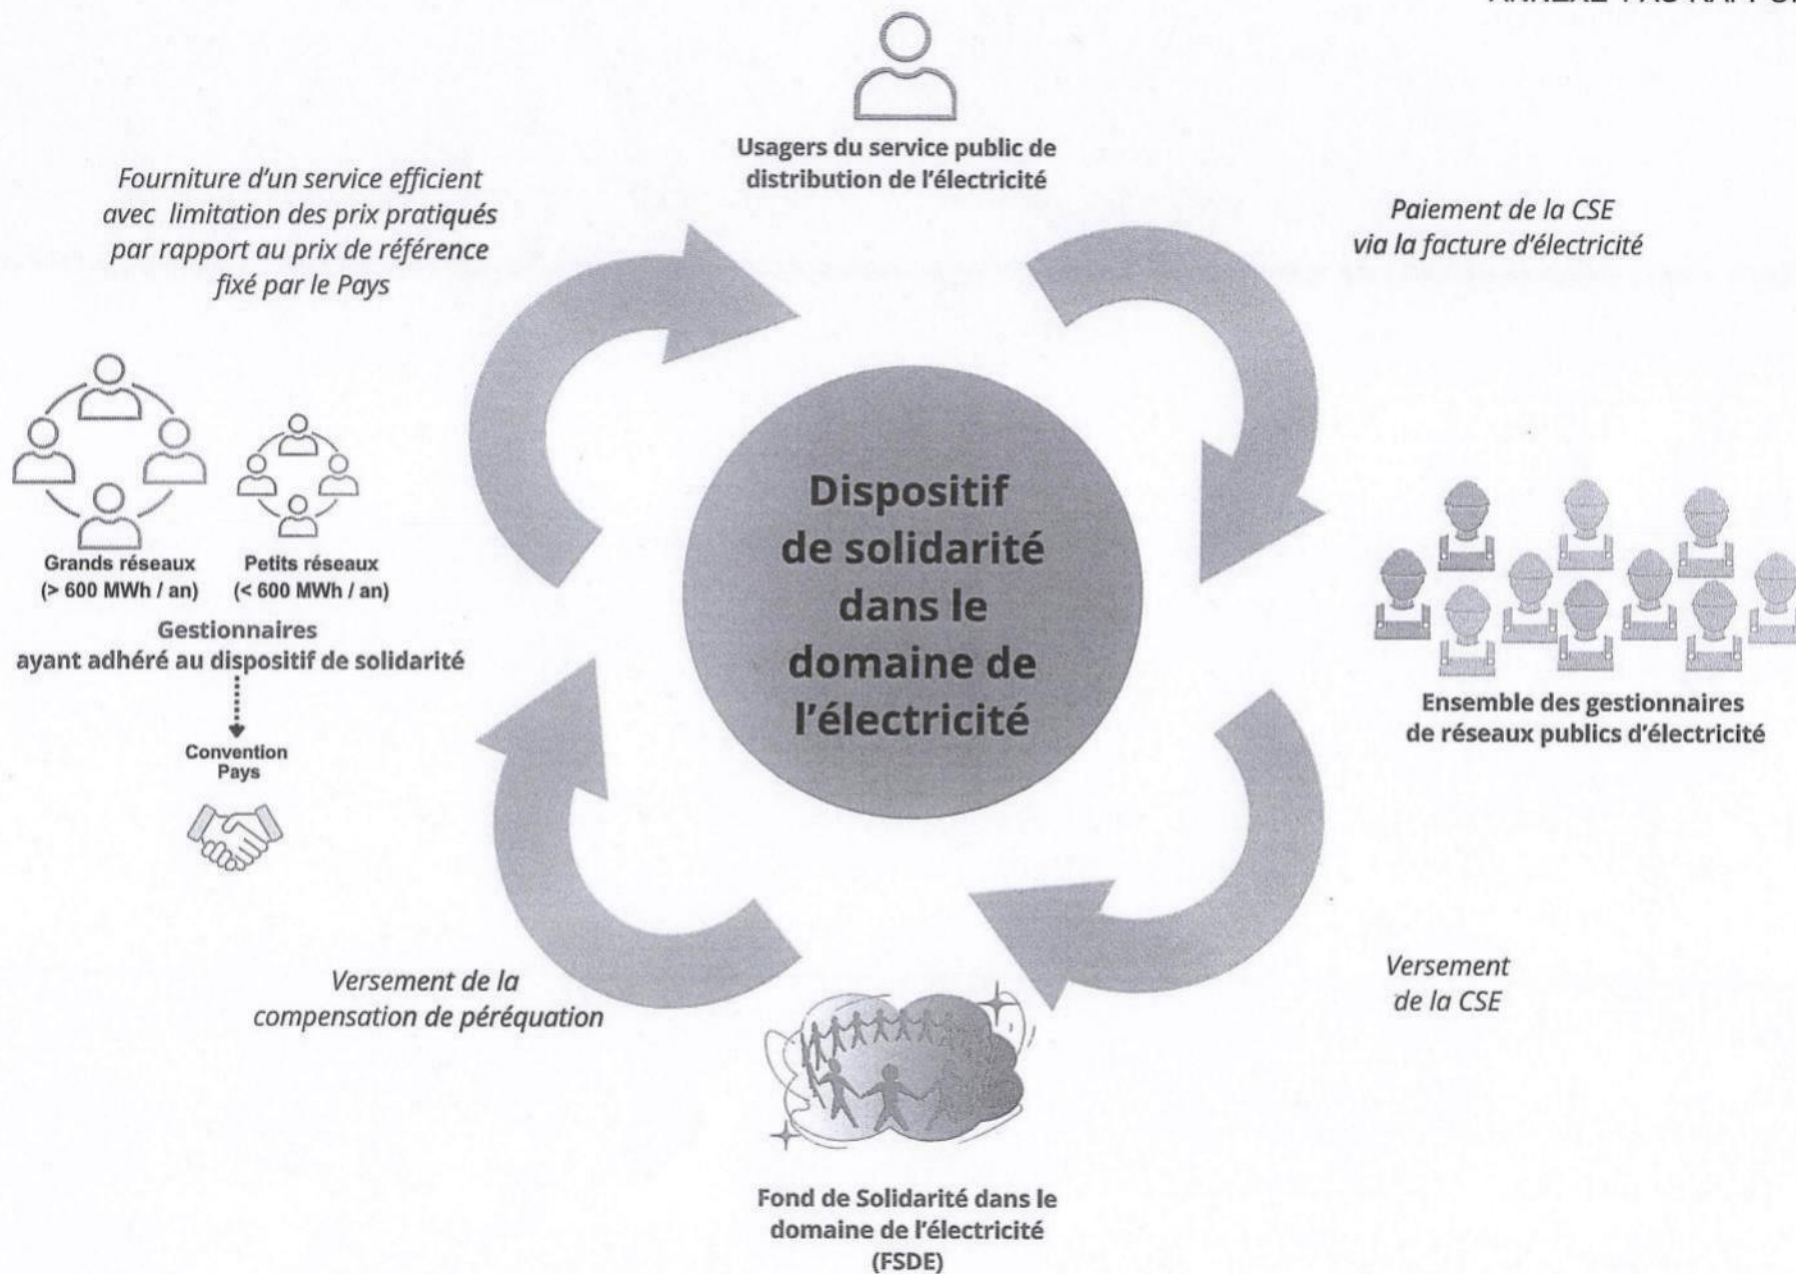 Usagers du service public de
distribution de l'électricité
Fourniture d'un service efficient
avec limitation des prix pratiqués
par rapport au prix de référence
fixé par le Pays
Paiement de la CSE
via la facture d'électricité
Dispositif
de solidarité
dans le
domaine de
l'électricité
Grands réseaux
(> 600 MWh / an)
Petits réseaux
(< 600 MWh / an)
Gestionnaires
ayant adhéré au dispositif de solidarité
Convention
Pays
Ensemble des gestionnaires
de réseaux publics d'électricité
Versement de la
compensation de péréquation
Versement
de la CSE
Fond de Solidarité dans le
domaine de l'électricité
(FSDE)